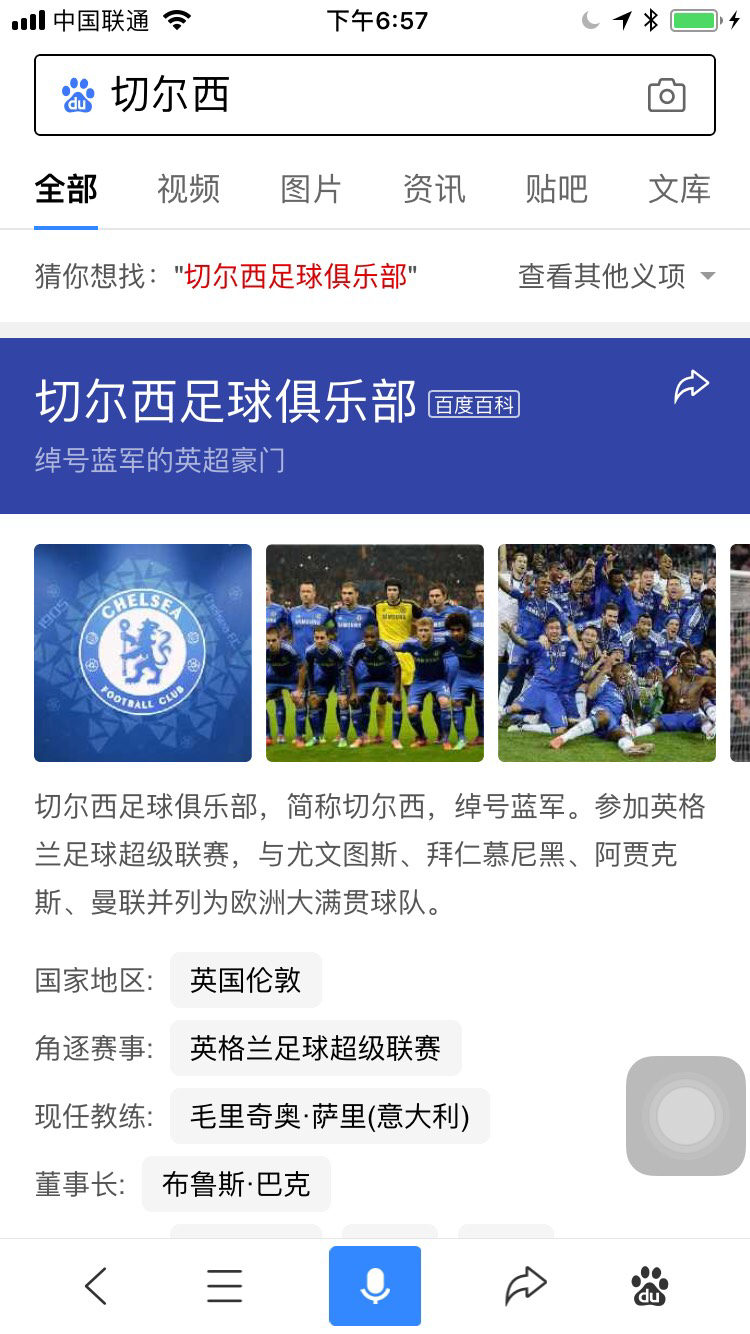 中国联通
下午6:57
du 切尔西
全部 视频 图片 资讯 贴吧 文库
猜你想找："切尔西足球俱乐部" 查看其他义项
切尔西足球俱乐部 百度百科
绰号蓝军的英超豪门
CHELSEA
FOOTBALL CLUB
1905
SAMSUNG
切尔西足球俱乐部，简称切尔西，绰号蓝军。参加英格
兰足球超级联赛，与尤文图斯、拜仁慕尼黑、阿贾克
斯、曼联并列为欧洲大满贯球队。
国家地区: 英国伦敦
角逐赛事: 英格兰足球超级联赛
现任教练: 毛里奇奥·萨里(意大利)
董事长: 布鲁斯·巴克
du